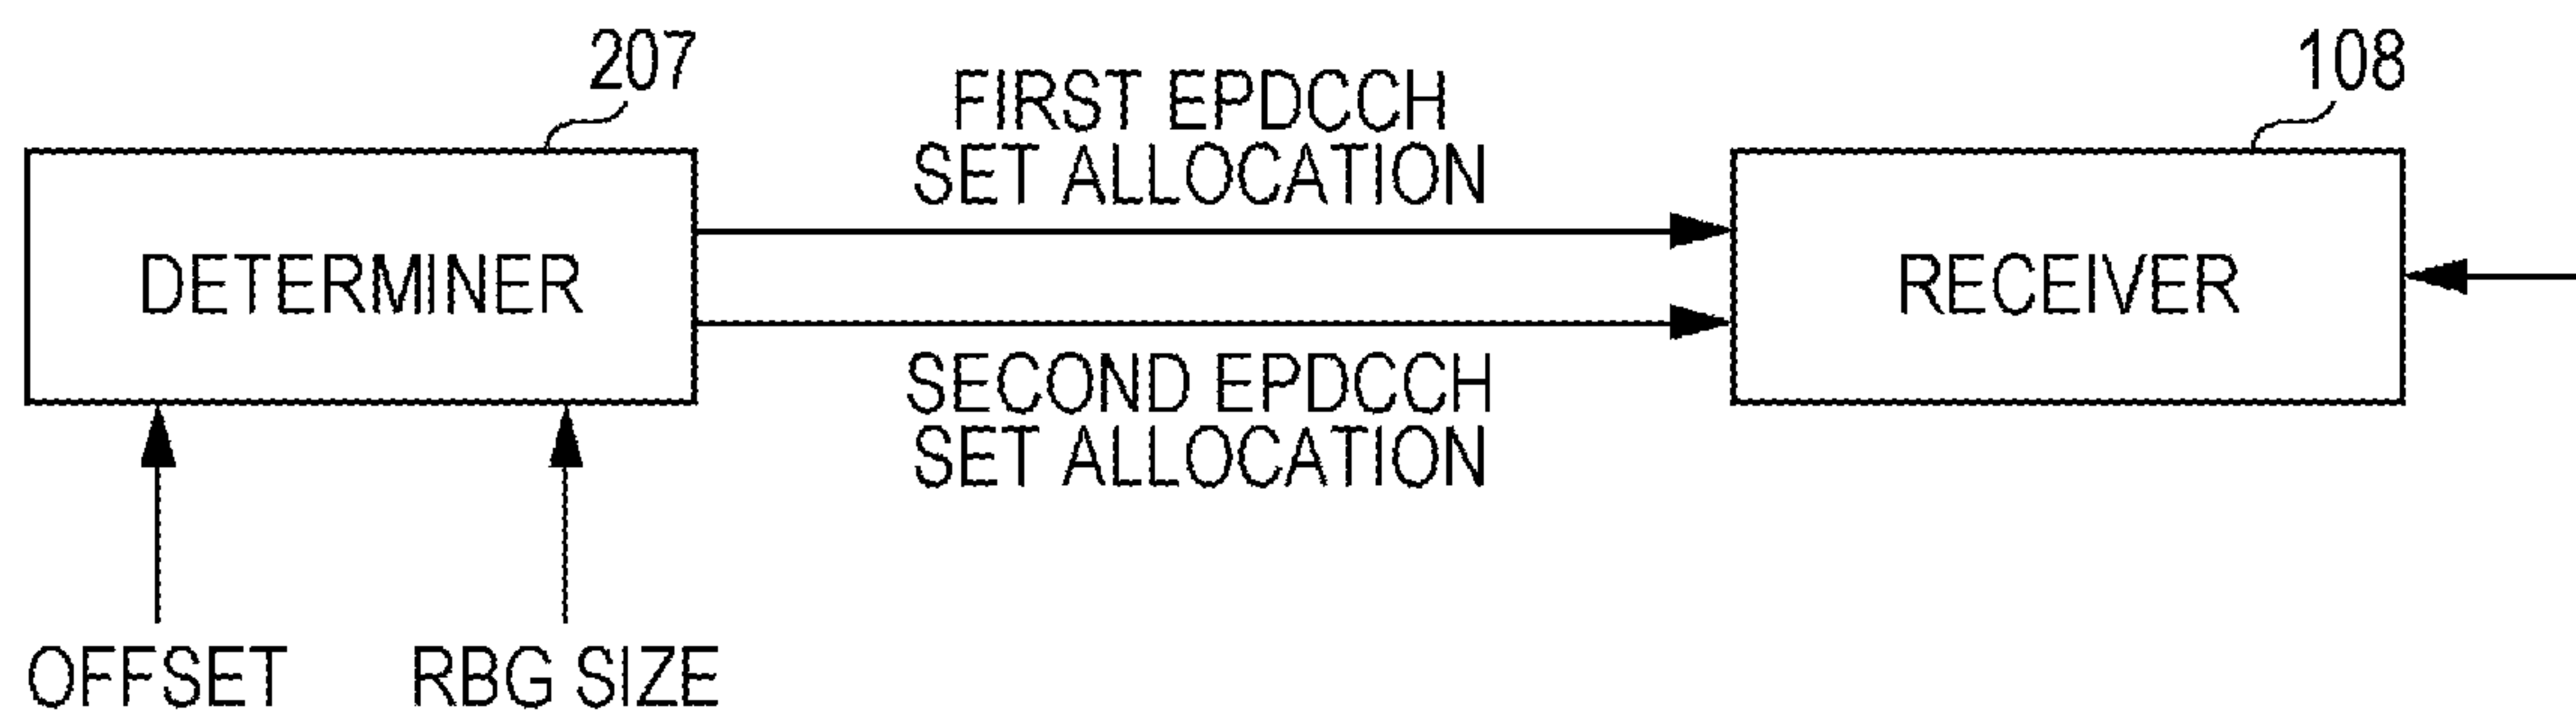 207
108
FIRST EPDCCH
SET ALLOCATION
DETERMINER
RECEIVER
SECOND EPDCCH
SET ALLOCATION
OFFSET
RBG SIZE